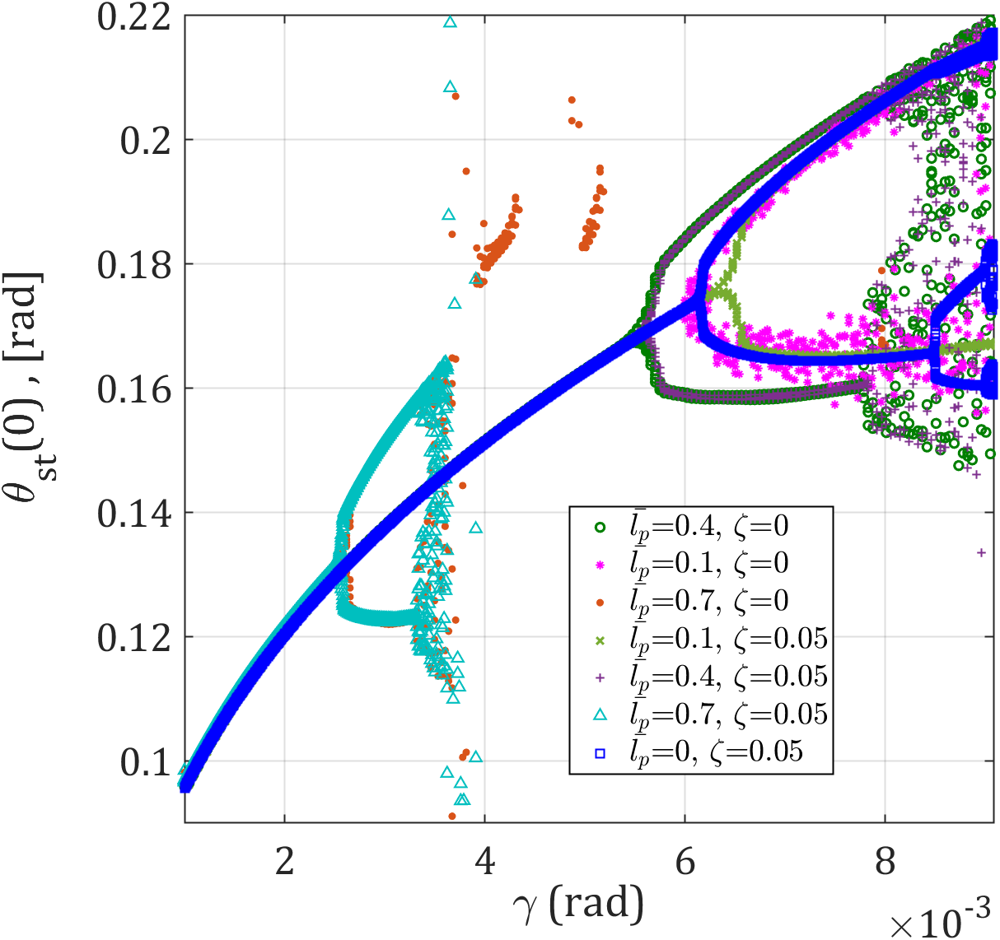 0.22
0.2
0.18
0.16
0.14
0.12
0.1
θst(0) , [rad]
l̄p=0.4, ζ=0
l̄p=0.1, ζ=0
l̄p=0.7, ζ=0
l̄p=0.1, ζ=0.05
l̄p=0.4, ζ=0.05
l̄p=0.7, ζ=0.05
l̄p=0, ζ=0.05
2 4 6 8
γ (rad)
×10-3